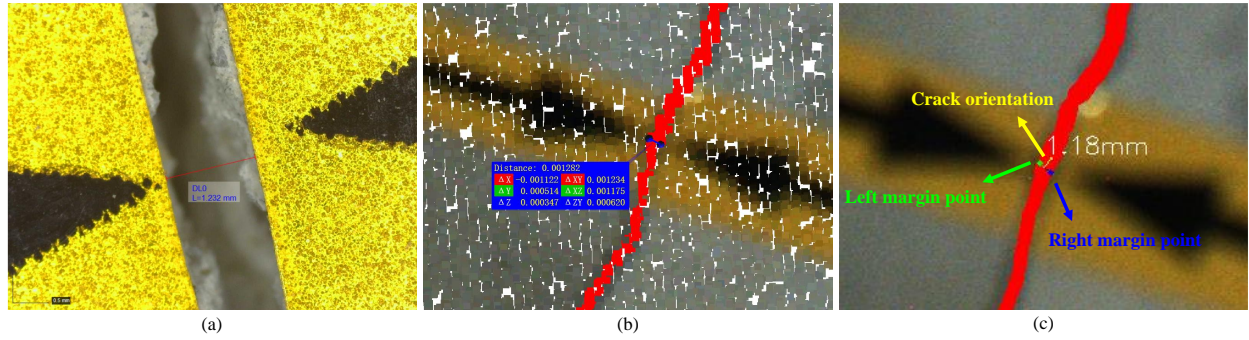 DL0
L=1.232 mm
0.5 mm
(a)
Distance: 0.001282
ΔX -0.001122 ΔXY 0.001234
ΔY 0.000514 ΔXZ 0.001175
ΔZ 0.000347 ΔZY 0.000620
(b)
Crack orientation
1.18mm
Left margin point
Right margin point
(c)